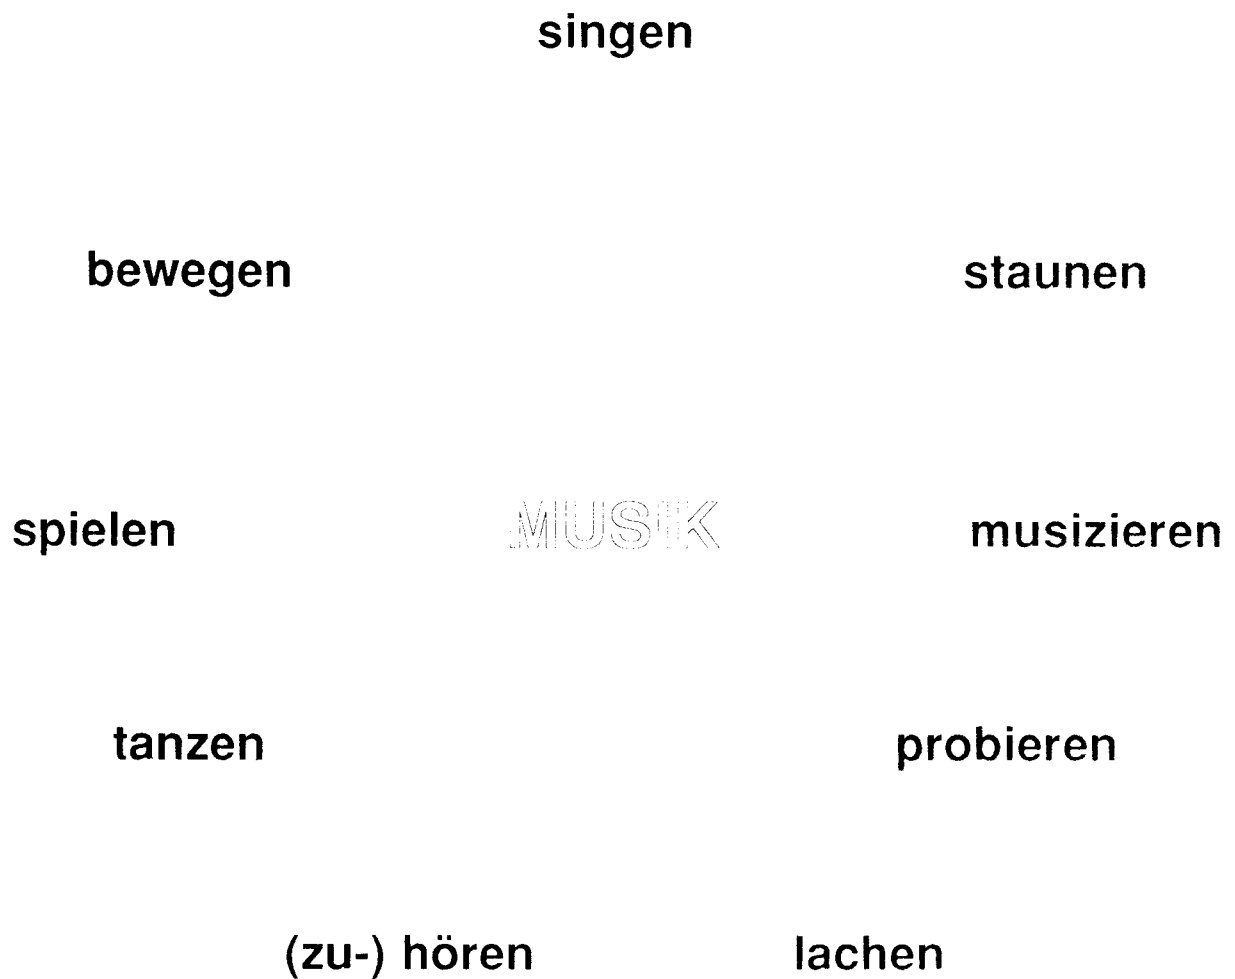 singen
bewegen
staunen
spielen
MUSIK
musizieren
tanzen
probieren
(zu-) hören
lachen